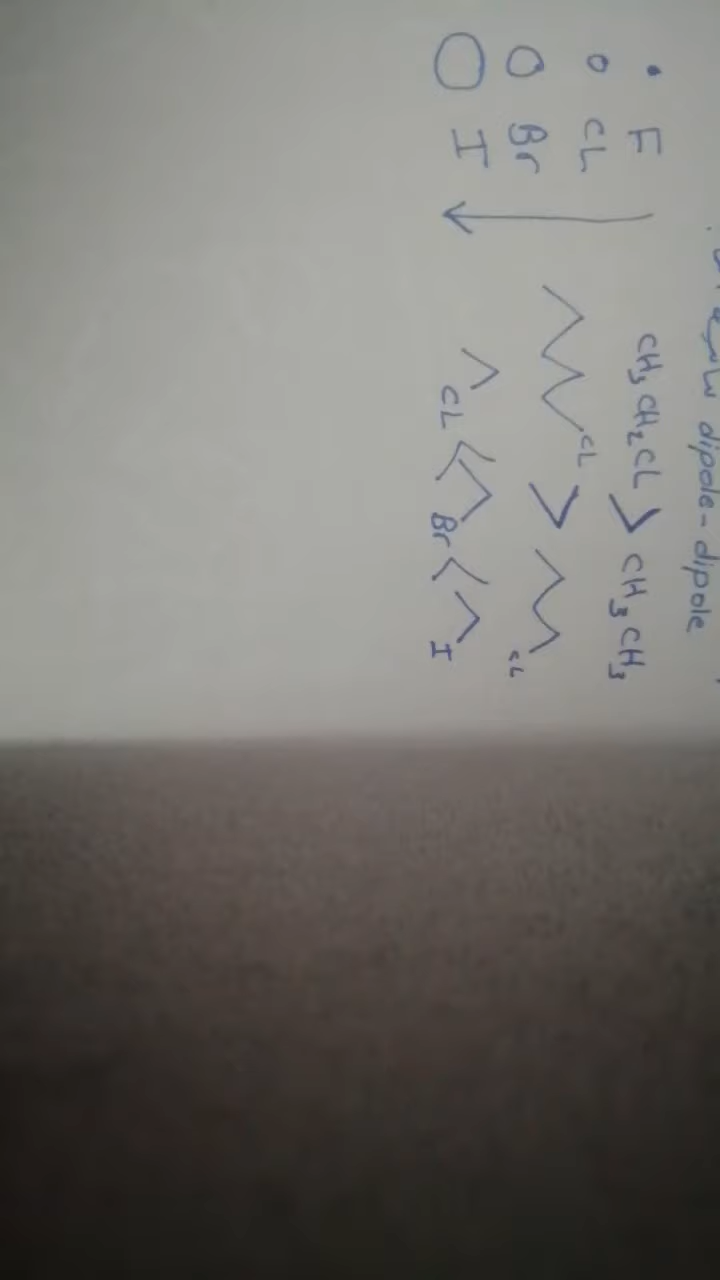 dipole-dipole
F CH₃CH₂CL > CH₃CH₃
CL CL > CL
Br
I CL < Br < I